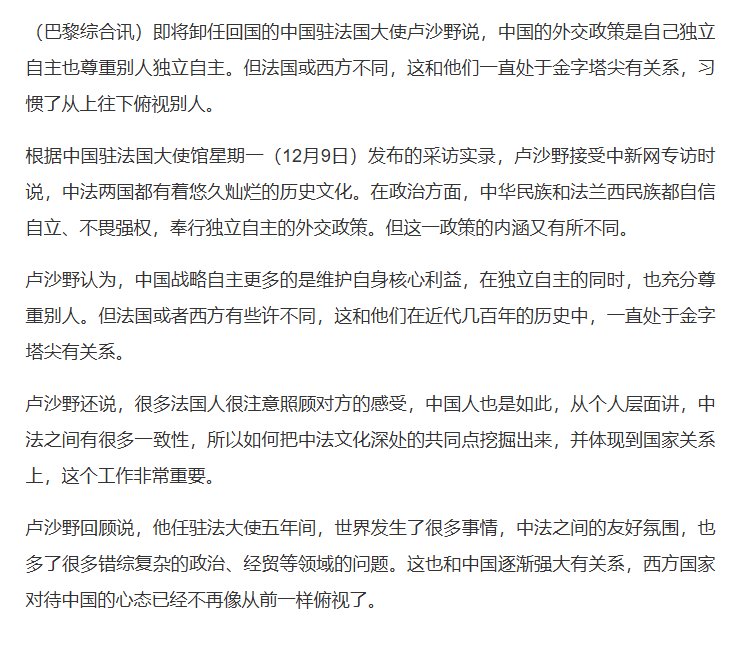 （巴黎综合讯）即将卸任回国的中国驻法国大使卢沙野说，中国的外交政策是自己独立
自主也尊重别人独立自主。但法国或西方不同，这和他们一直处于金字塔尖有关系，习
惯了从上往下俯视别人。
根据中国驻法国大使馆星期一（12月9日）发布的采访实录，卢沙野接受中新网专访时
说，中法两国都有着悠久灿烂的历史文化。在政治方面，中华民族和法兰西民族都自信
自立、不畏强权，奉行独立自主的外交政策。但这一政策的内涵又有所不同。
卢沙野认为，中国战略自主更多的是维护自身核心利益，在独立自主的同时，也充分尊
重别人。但法国或者西方有些许不同，这和他们在近代几百年的历史中，一直处于金字
塔尖有关系。
卢沙野还说，很多法国人很注意照顾对方的感受，中国人也是如此，从个人层面讲，中
法之间有很多一致性，所以如何把中法文化深处的共同点挖掘出来，并体现到国家关系
上，这个工作非常重要。
卢沙野回顾说，他任驻法大使五年间，世界发生了很多事情，中法之间的友好氛围，也
多了很多错综复杂的政治、经贸等领域的问题。这也和中国逐渐强大有关系，西方国家
对待中国的心态已经不再像从前一样俯视了。